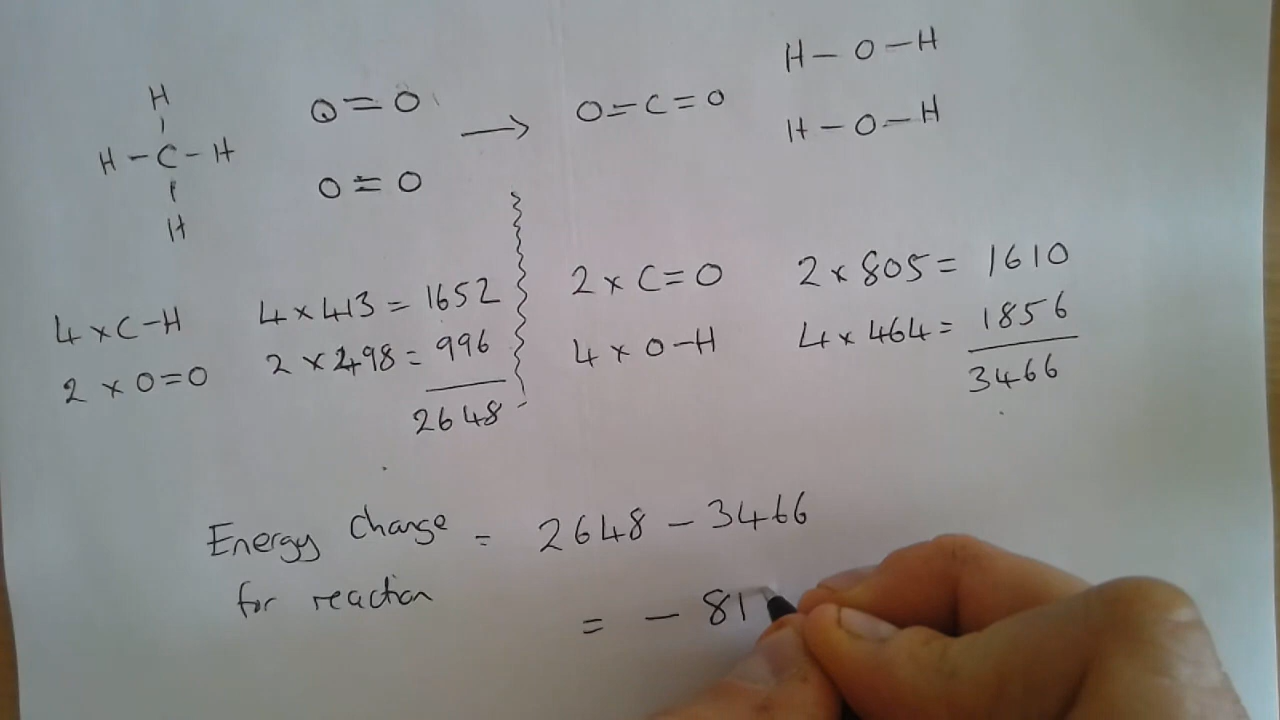 H
H - C - H
H
O = O
O = O
→
O = C = O
H - O - H
H - O - H
4 × C-H 4 × 413 = 1652
2 × O=O 2 × 498 = 996
2648
2 × C=O 2 × 805 = 1610
4 × O-H 4 × 464 = 1856
3466
Energy Change = 2648 - 3466
for reaction = - 81